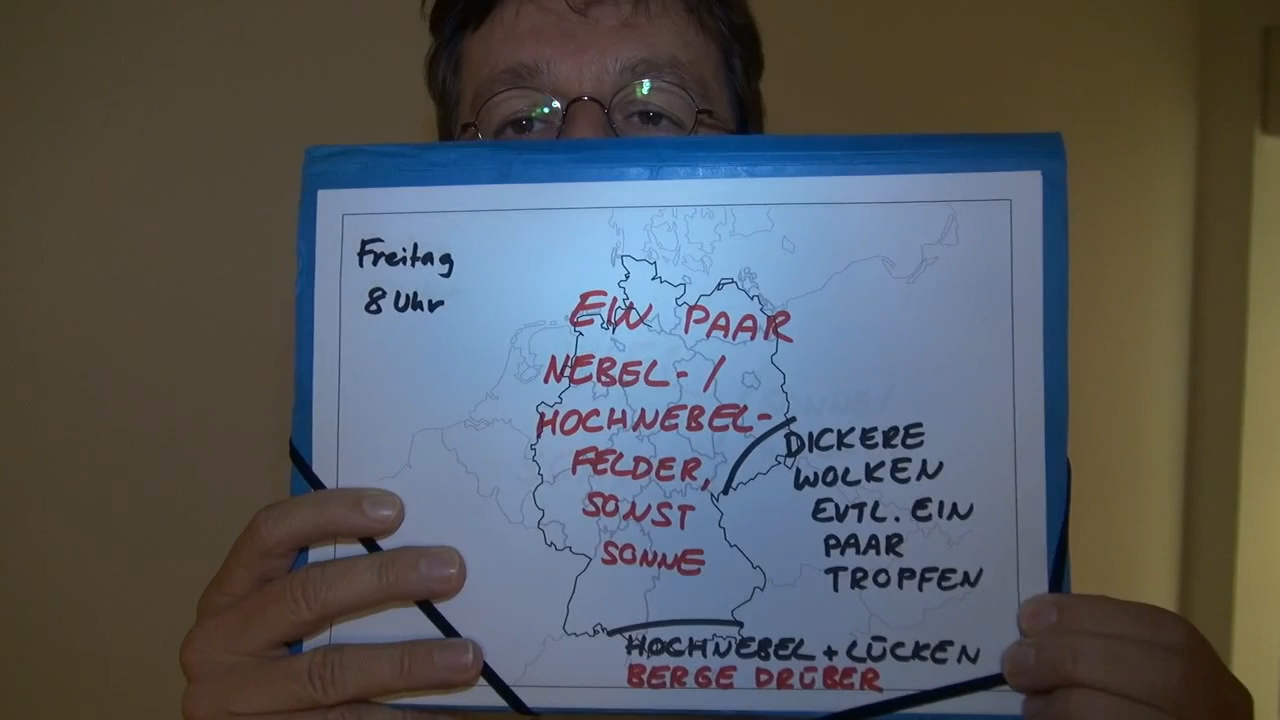 Freitag
8 Uhr
EIN PAAR
NEBEL- /
HOCHNEBEL-
FELDER,
SONST
SONNE
DICKERE
WOLKEN
EVTL. EIN
PAAR
TROPFEN
HOCHNEBEL + LÜCKEN
BERGE DRÜBER